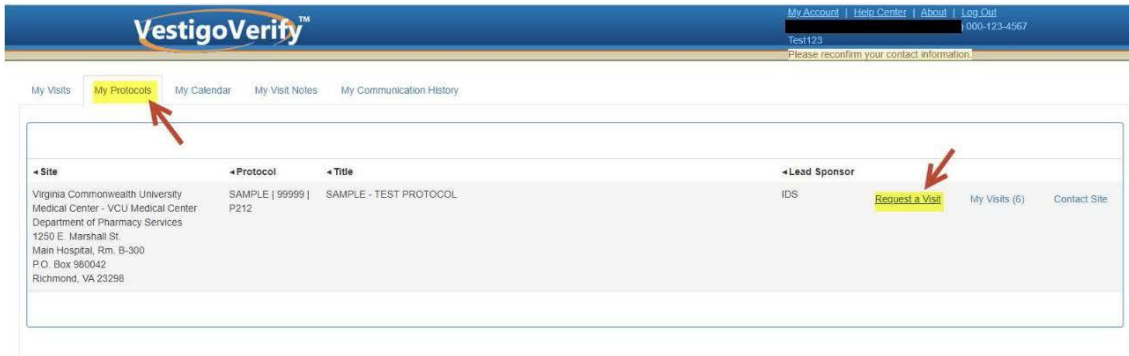 VestigoVerify™
My Account | Help Center | About | Log Out
000-123-4567
Test123
Please reconfirm your contact information
My Visits My Protocols My Calendar My Visit Notes My Communication History
Site Protocol Title Lead Sponsor
Virginia Commonwealth University SAMPLE | 99999 | SAMPLE - TEST PROTOCOL IDS Request a Visit My Visits (6) Contact Site
Medical Center - VCU Medical Center P212
Department of Pharmacy Services
1250 E. Marshall St.
Main Hospital, Rm. B-300
P.O. Box 980042
Richmond, VA 23298